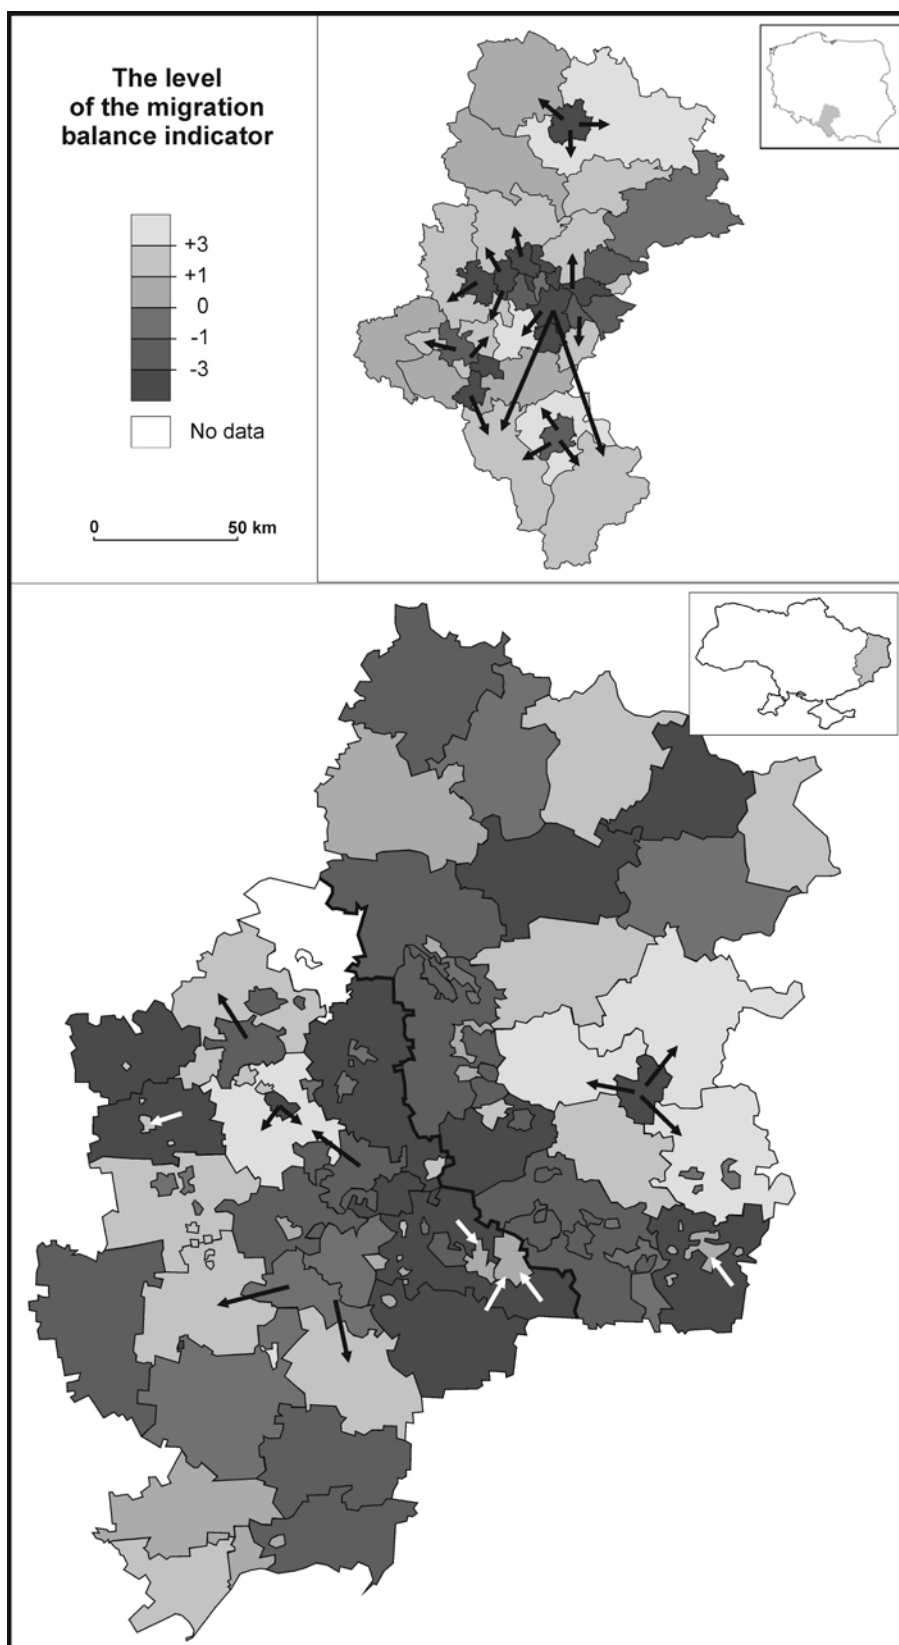 The level
of the migration
balance indicator
+3
+1
0
-1
-3
No data
0 50 km